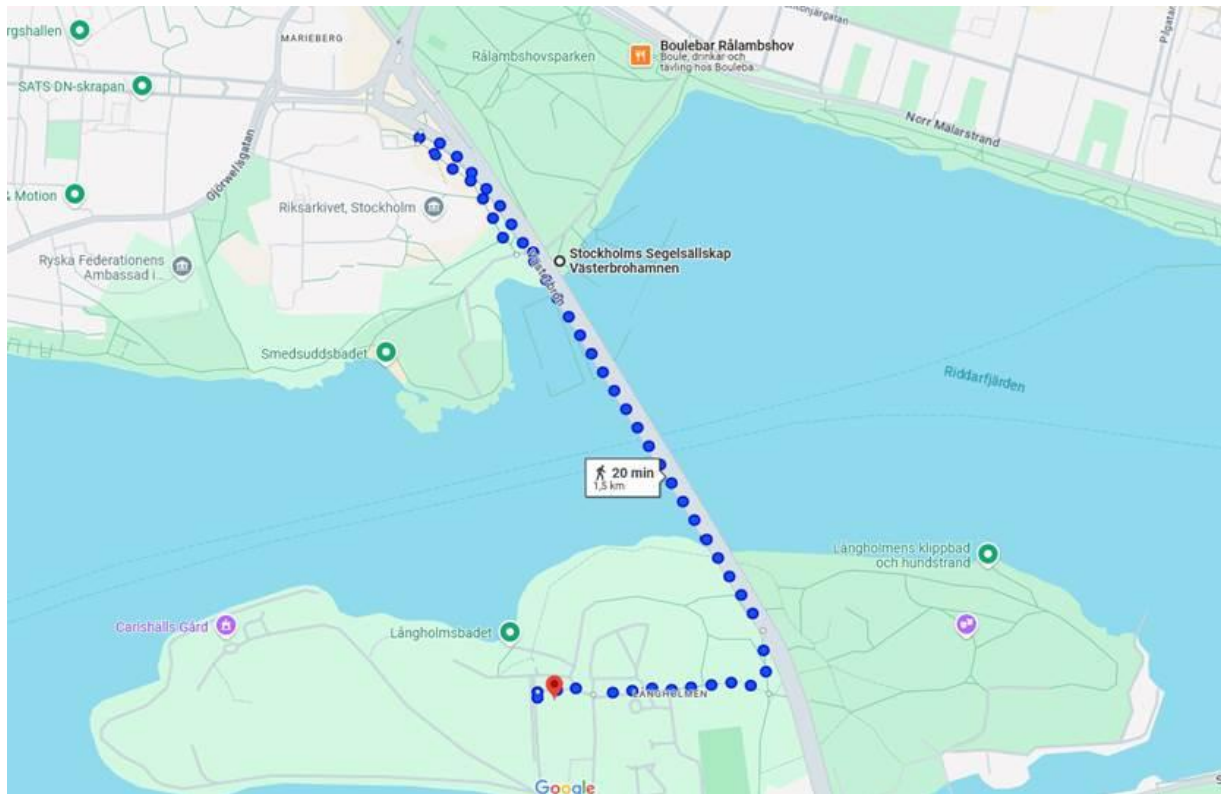 rgshallen
MARIEBERG
SATS DN-skrapan
Rålambshovsparken
Boulebar Rålambshov
Boule, drinkar och
tävling hos Bouleba...
Norr Mälarstrand
Pilgatan
Gjörwellsgatan
& Motion
Riksarkivet, Stockholm
Ryska Federationens
Ambassad i...
Stockholms Segelsällskap
Västerbrohamnen
Smedsuddsbadet
Riddarfjärden
20 min
1,5 km
Långholmens klippbad
och hundstrand
Carlshälls Gård
Långholmsbadet
LÅNGHOLMEN
Google